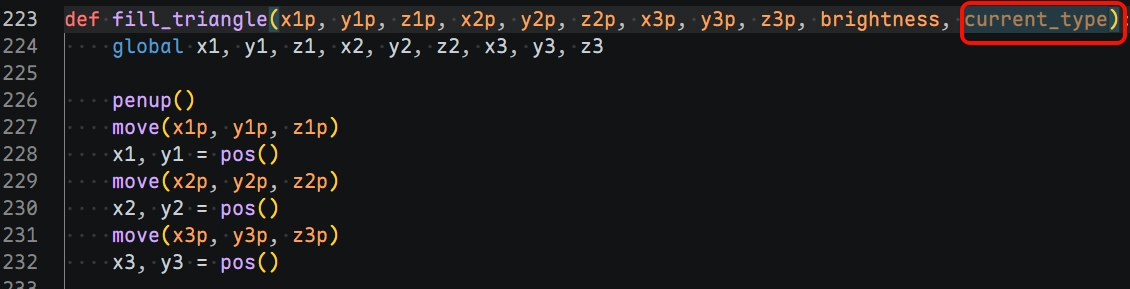 223 def fill_triangle(x1p, y1p, z1p, x2p, y2p, z2p, x3p, y3p, z3p, brightness, current_type)
224 global x1, y1, z1, x2, y2, z2, x3, y3, z3
225
226 penup()
227 move(x1p, y1p, z1p)
228 x1, y1 = pos()
229 move(x2p, y2p, z2p)
230 x2, y2 = pos()
231 move(x3p, y3p, z3p)
232 x3, y3 = pos()